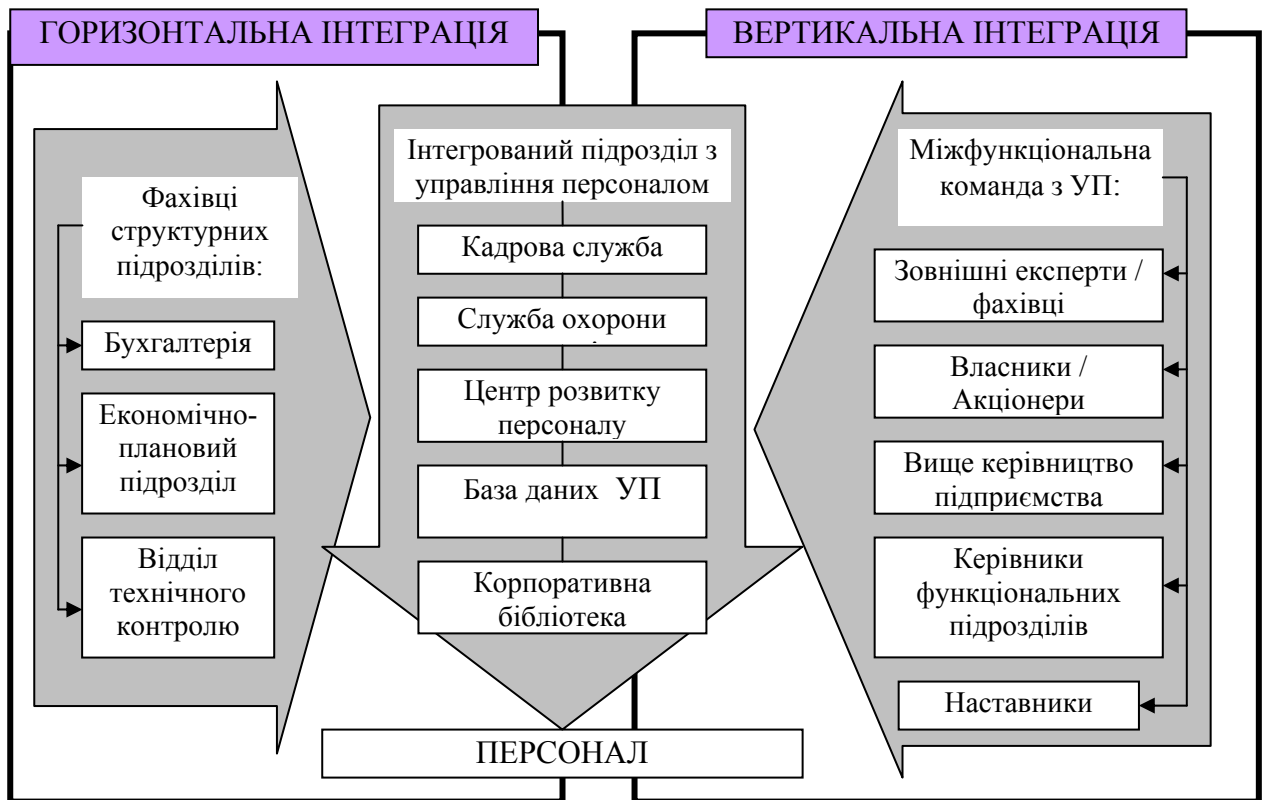 ГОРИЗОНТАЛЬНА ІНТЕГРАЦІЯ
ВЕРТИКАЛЬНА ІНТЕГРАЦІЯ
Фахівці
структурних
підрозділів:
Бухгалтерія
Економічно-
плановий
підрозділ
Відділ
технічного
контролю
Інтегрований підрозділ з
управління персоналом
Кадрова служба
Служба охорони
Центр розвитку
персоналу
База даних УП
Корпоративна
бібліотека
Міжфункціональна
команда з УП:
Зовнішні експерти /
фахівці
Власники /
Акціонери
Вище керівництво
підприємства
Керівники
функціональних
підрозділів
Наставники
ПЕРСОНАЛ